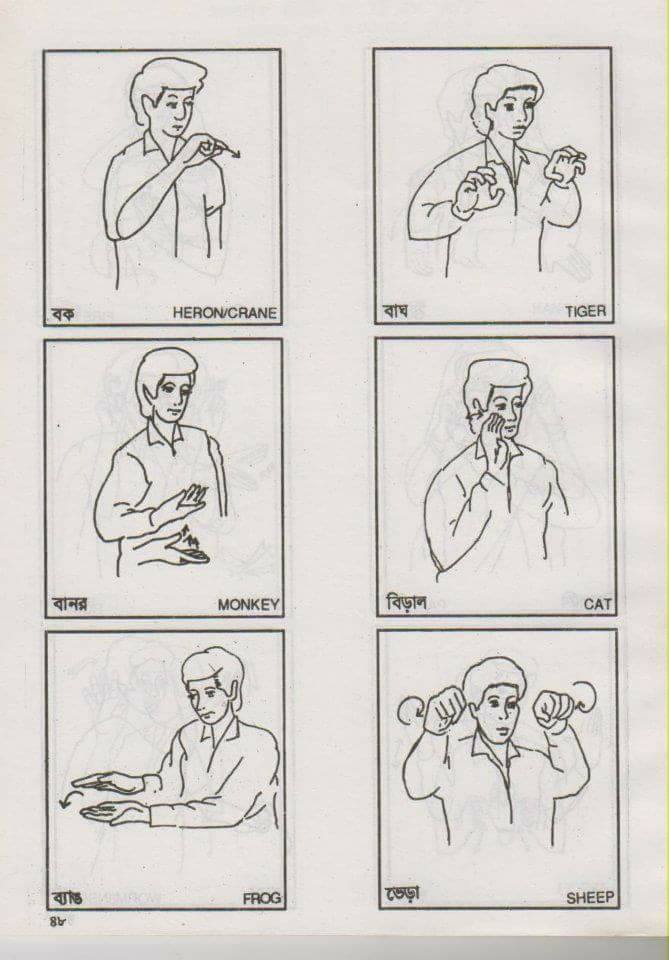 বক HERON/CRANE
বাঘ TIGER
বানর MONKEY
বিড়াল CAT
ব্যাঙ FROG
ভেড়া SHEEP
৪৮